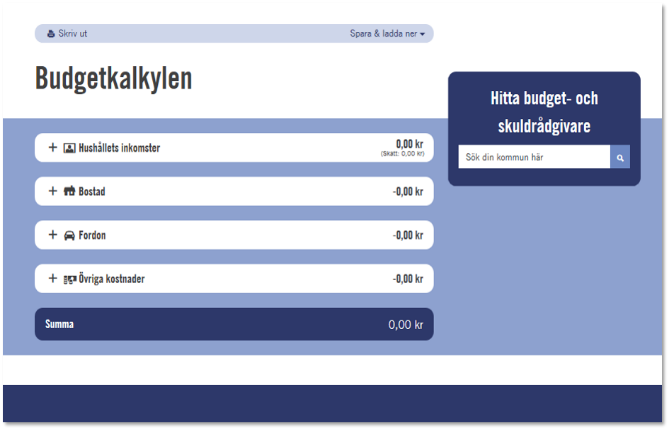 Skriv ut
Spara & ladda ner
Budgetkalkylen
Hushållets inkomster
0,00 kr
(Skatt: 0,00 kr)
Bostad
-0,00 kr
Fordon
-0,00 kr
Övriga kostnader
-0,00 kr
Summa
0,00 kr
Hitta budget- och
skuldrådgivare
Sök din kommun här